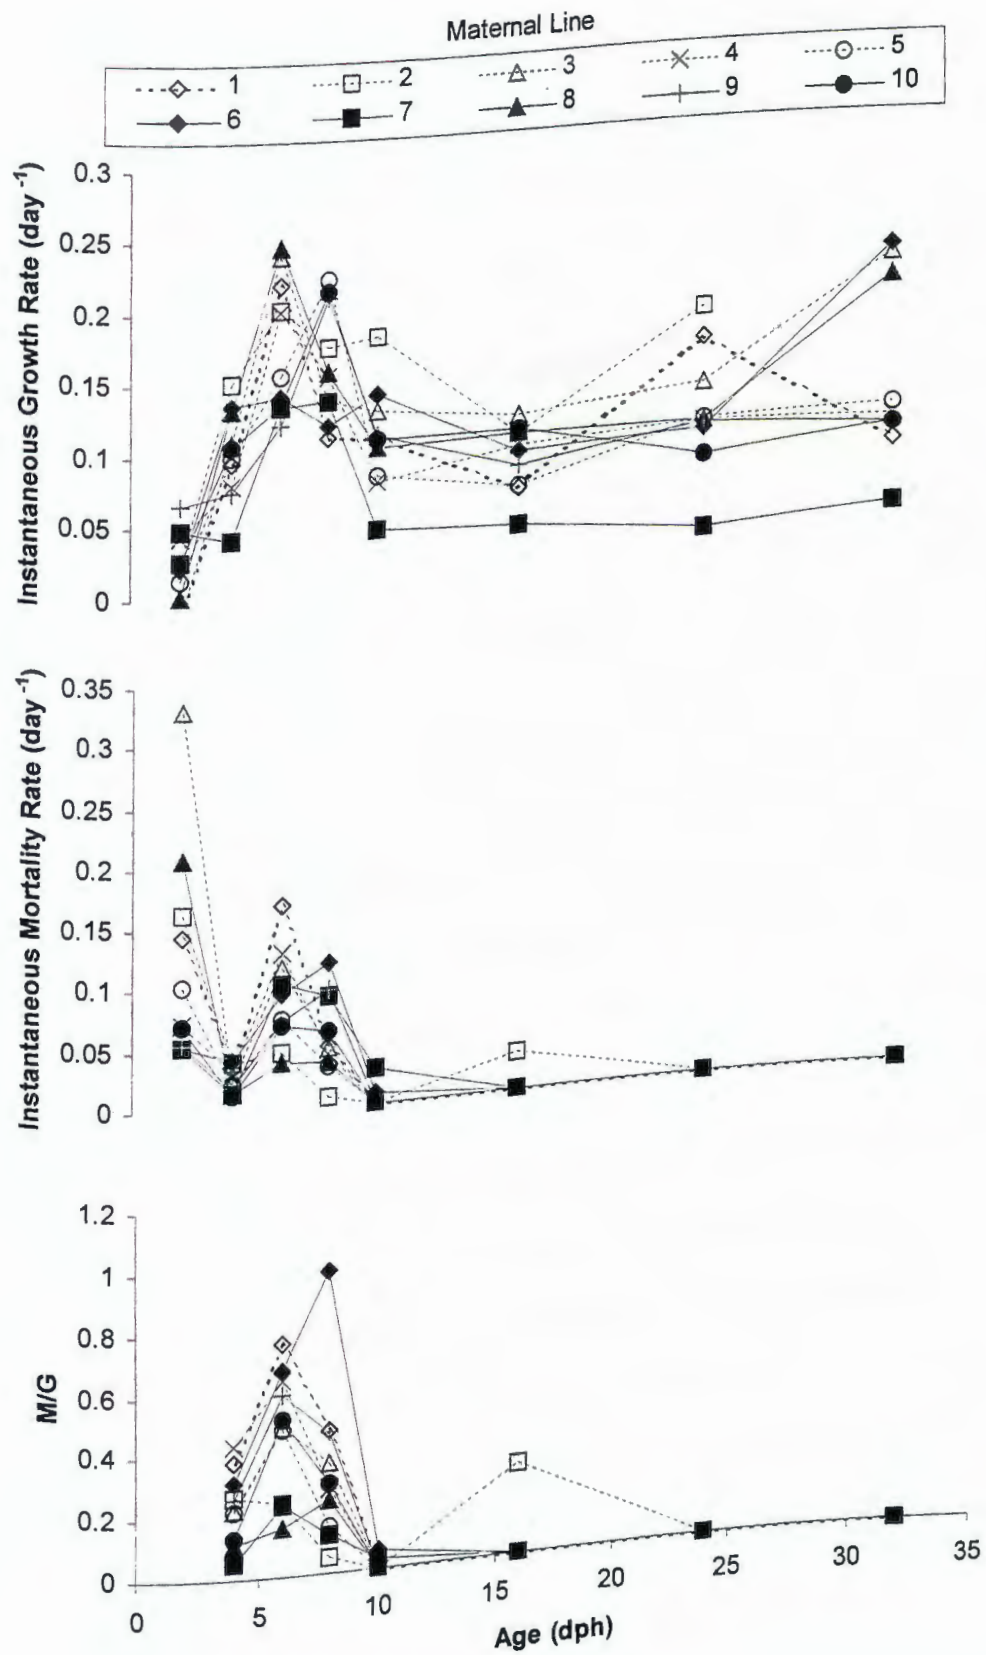 Maternal Line
1 2 3 4 5
6 7 8 9 10
Instantaneous Growth Rate (day -1)
0.3
0.25
0.2
0.15
0.1
0.05
0
Instantaneous Mortality Rate (day -1)
0.35
0.3
0.25
0.2
0.15
0.1
0.05
0
M/G
1.2
1
0.8
0.6
0.4
0.2
0
0 5 10 15 20 25 30 35
Age (dph)